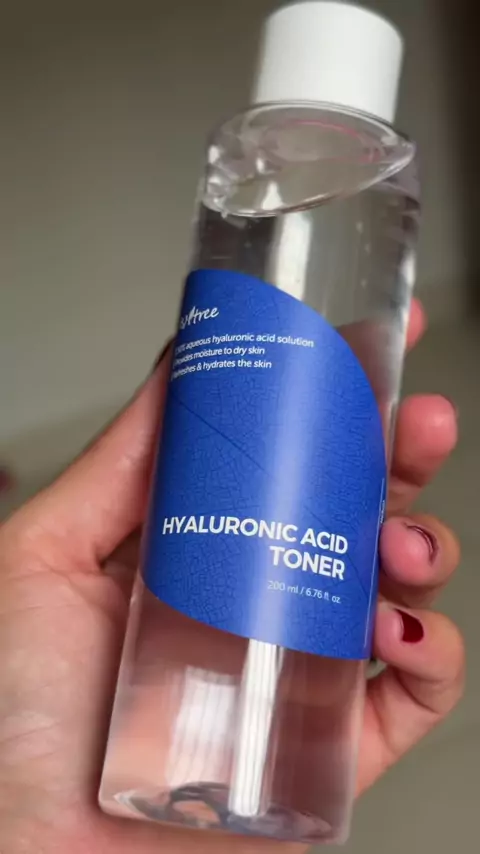 aqueous hyaluronic acid solution
moisture to dry skin
& hydrates the skin
HYALURONIC ACID
TONER
200 ml / 6.76 fl. oz.